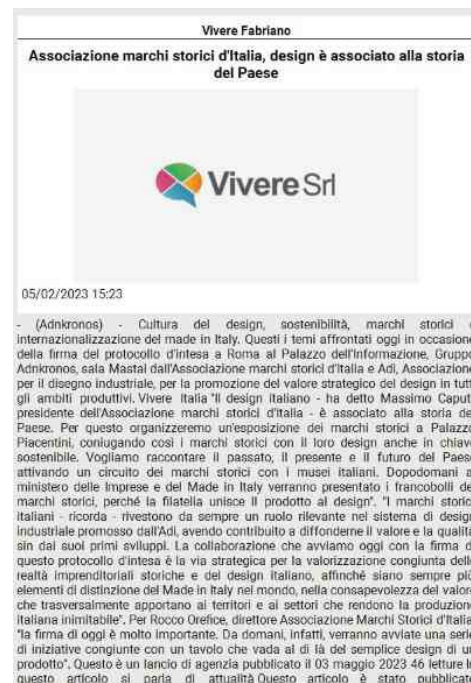 Vivere Fabriano
Associazione marchi storici d'Italia, design è associato alla storia
del Paese
Vivere Srl
05/02/2023 15:23
- (Adnkronos) - Cultura del design, sostenibilità, marchi storici e
internazionalizzazione del made in Italy. Questi i temi affrontati oggi in occasione
della firma del protocollo d'intesa a Roma al Palazzo dell'Informazione, Gruppo
Adnkronos, sala Mastai dall'Associazione marchi storici d'Italia e Adi, Associazione
per il disegno industriale, per la promozione del valore strategico del design in tutti
gli ambiti produttivi. Vivere Italia "Il design italiano - ha detto Massimo Caputi,
presidente dell'Associazione marchi storici d'Italia - è associato alla storia del
Paese. Per questo organizzeremo un'esposizione dei marchi storici a Palazzo
Piacentini, coniugando così i marchi storici con il loro design anche in chiave
sostenibile. Vogliamo raccontare il passato, il presente e il futuro del Paese
attivando un circuito dei marchi storici con i musei italiani. Dopodomani al
ministero delle Imprese e del Made in Italy verranno presentato i francobolli dei
marchi storici, perché la filatelia unisce il prodotto al design". "I marchi storici
italiani - ricorda - rivestono da sempre un ruolo rilevante nel sistema di design
industriale promosso dall'Adi, avendo contribuito a diffonderne il valore e la qualità
sin dai suoi primi sviluppi. La collaborazione che avviamo oggi con la firma di
questo protocollo d'intesa è la via strategica per la valorizzazione congiunta delle
realtà imprenditoriali storiche e del design italiano, affinché siano sempre più
elementi di distinzione del Made in Italy nel mondo, nella consapevolezza del valore
che trasversalmente apportano ai territori e ai settori che rendono la produzione
italiana inimitabile". Per Rocco Orefice, direttore Associazione Marchi Storici d'Italia,
"la firma di oggi è molto importante. Da domani, infatti, verranno avviate una serie
di iniziative congiunte con un tavolo che vada al di là del semplice design di un
prodotto". Questo è un lancio di agenzia pubblicato il 03 maggio 2023 46 letture In
questo articolo si parla di attualità Questo articolo è stato pubblicato